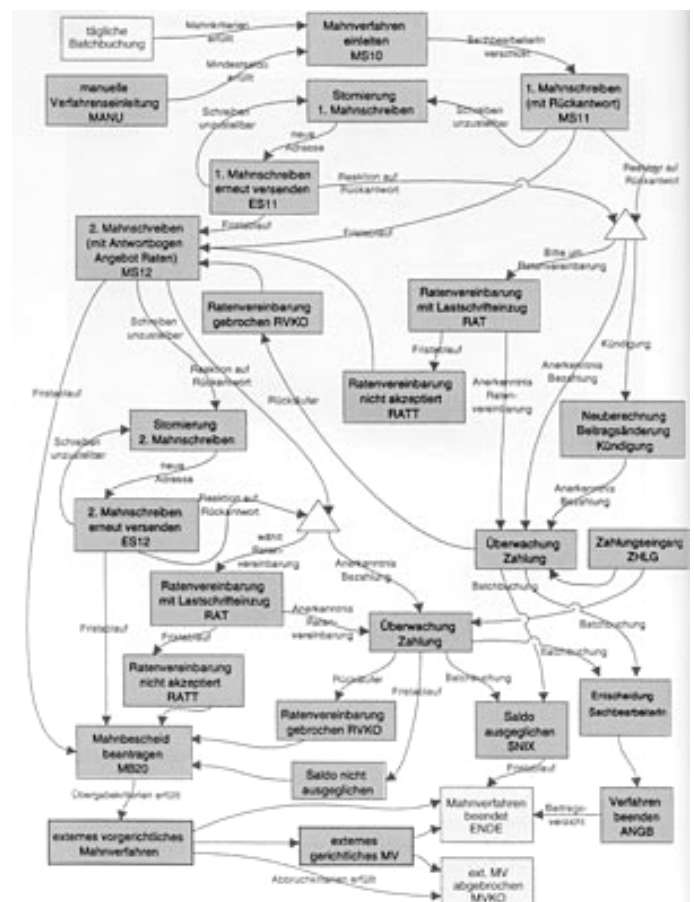 tägliche
Batchbuchung
Mahnkriterien
erfüllt
Mahnverfahren
einleiten
MS10
SachbearbeiterIn
verschickt
manuelle
Verfahrenseinleitung
MANU
Mindestsaldo
erfüllt
Stornierung
1. Mahnschreiben
1. Mahnschreiben
(mit Rückantwort)
MS11
Schreiben
unzustellbar
Schreiben
unzustellbar
neue
Adresse
1. Mahnschreiben
erneut versenden
ES11
Reaktion auf
Rückantwort
Reaktion auf
Rückantwort
2. Mahnschreiben
(mit Antwortbogen
Angebot Raten)
MS12
Fristablauf
Fristablauf
Bitte um
Ratenvereinbarung
Ratenvereinbarung
gebrochen RVKO
Ratenvereinbarung
mit Lastschrifteinzug
RAT
Schreiben
unzustellbar
Kündigung
Fristablauf
Fristablauf
Reaktion auf
Rückantwort
Rückläufer
Ratenvereinbarung
nicht akzeptiert
RATT
Anerkenntnis
Raten-
vereinbarung
Anerkenntnis
Bezahlung
Neuberechnung
Beitragsänderung
Kündigung
Stornierung
2. Mahnschreiben
Schreiben
unzustellbar
neue
Adresse
2. Mahnschreiben
erneut versenden
ES12
Reaktion auf
Rückantwort
Anerkenntnis
Bezahlung
Überwachung
Zahlung
Zahlungseingang
ZHLG
wählt
Raten-
vereinbarung
Anerkenntnis
Bezahlung
Batchbuchung
Ratenvereinbarung
mit Lastschrifteinzug
RAT
Anerkenntnis
Raten-
vereinbarung
Überwachung
Zahlung
Batchbuchung
Fristablauf
Fristablauf
Batchbuchung
Ratenvereinbarung
nicht akzeptiert
RATT
Rückläufer
Fristablauf
Batchbuchung
Entscheidung
SachbearbeiterIn
Ratenvereinbarung
gebrochen RVKO
Saldo
ausgeglichen
SNIX
Mahnbescheid
beantragen
MB20
Saldo nicht
ausgeglichen
Fristablauf
Übergabekriterien erfüllt
Mahnverfahren
beendet
ENDE
Beitrags-
verzicht
Verfahren
beenden
ANGB
externes vorgerichtliches
Mahnverfahren
externes
gerichtliches MV
Abbruchkriterien erfüllt
ext. MV
abgebrochen
MVKO